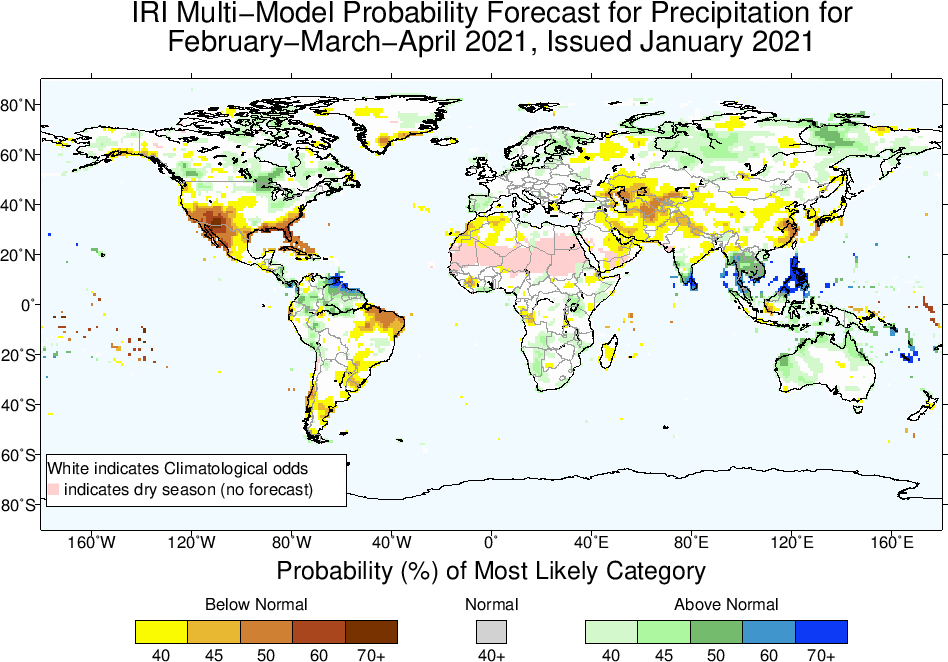 IRI Multi−Model Probability Forecast for Precipitation for
February−March−April 2021, Issued January 2021
80˚N
60˚N
40˚N
20˚N
0˚
20˚S
40˚S
60˚S
80˚S
White indicates Climatological odds
indicates dry season (no forecast)
160˚W 120˚W 80˚W 40˚W 0˚ 40˚E 80˚E 120˚E 160˚E
Probability (%) of Most Likely Category
Below Normal Normal Above Normal
40 45 50 60 70+ 40+ 40 45 50 60 70+